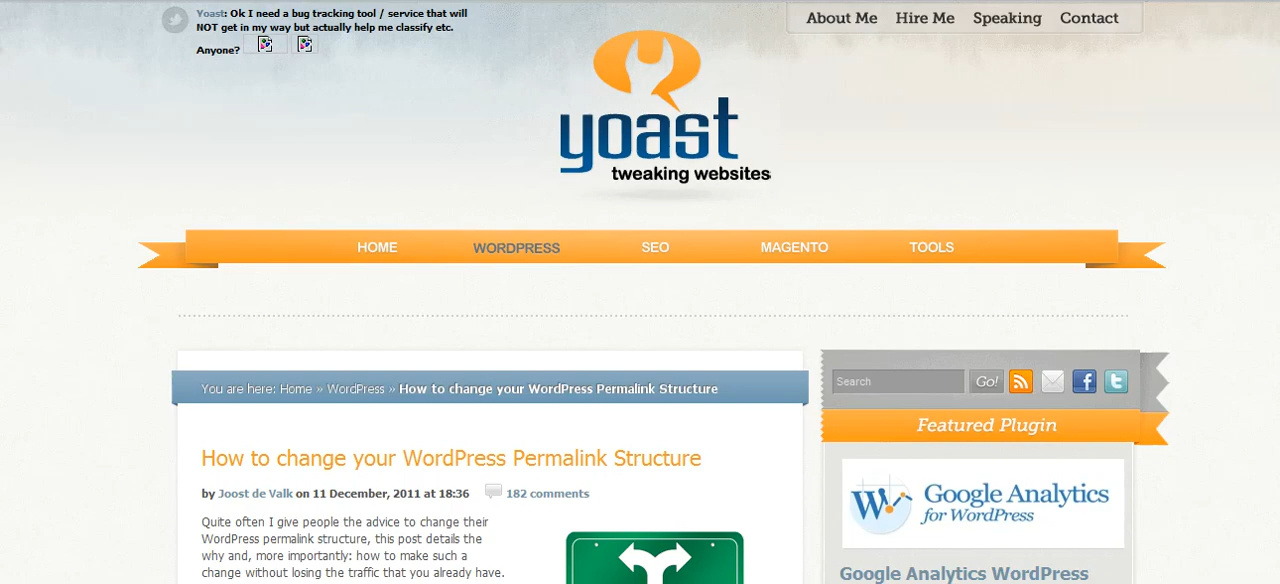 Yoast: Ok I need a bug tracking tool / service that will
NOT get in my way but actually help me classify etc.
Anyone?
About Me Hire Me Speaking Contact
yoast
tweaking websites
HOME WORDPRESS SEO MAGENTO TOOLS
You are here: Home » WordPress » How to change your WordPress Permalink Structure
Search Go!
Featured Plugin
How to change your WordPress Permalink Structure
by Joost de Valk on 11 December, 2011 at 18:36 182 comments
Quite often I give people the advice to change their
WordPress permalink structure, this post details the
why and, more importantly: how to make such a
change without losing the traffic that you already have.
Google Analytics
for WordPress
Google Analytics WordPress